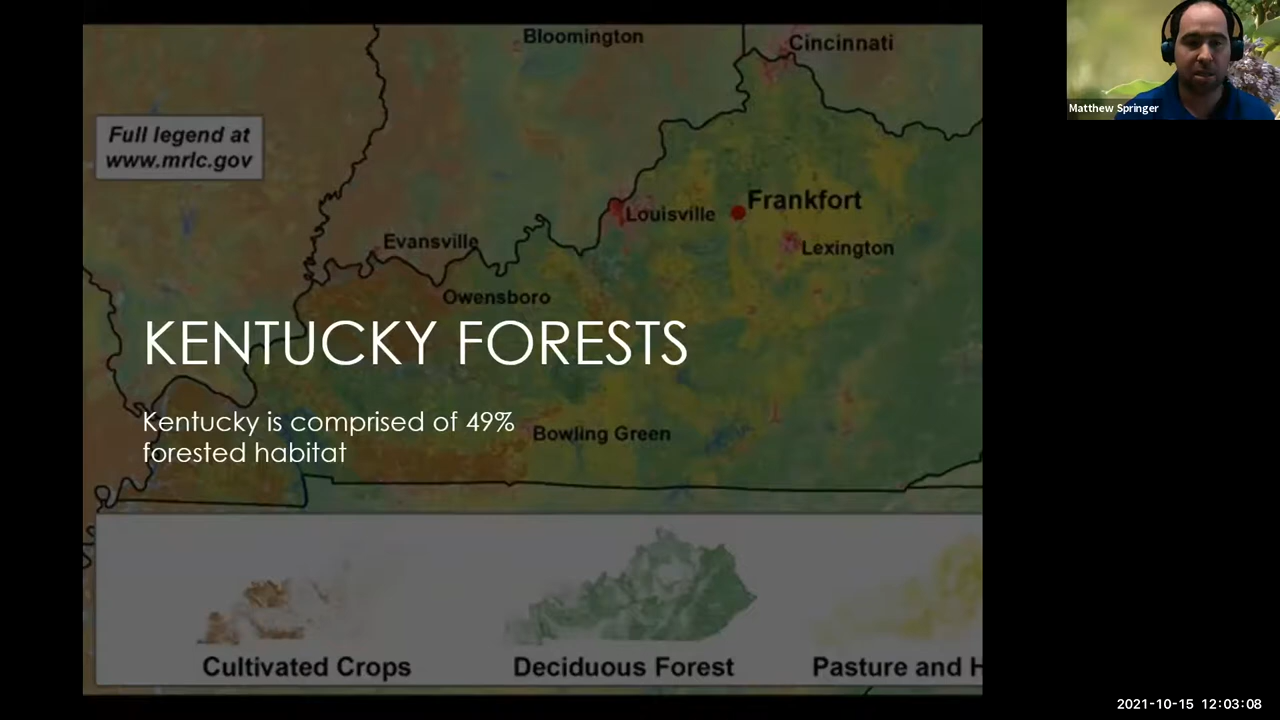 Bloomington
Cincinnati
Matthew Springer
Full legend at
www.mrlc.gov
Frankfort
Louisville
Evansville
Lexington
Owensboro
KENTUCKY FORESTS
Kentucky is comprised of 49%
forested habitat
Bowling Green
Cultivated Crops
Deciduous Forest
Pasture and H
2021-10-15 12:03:08